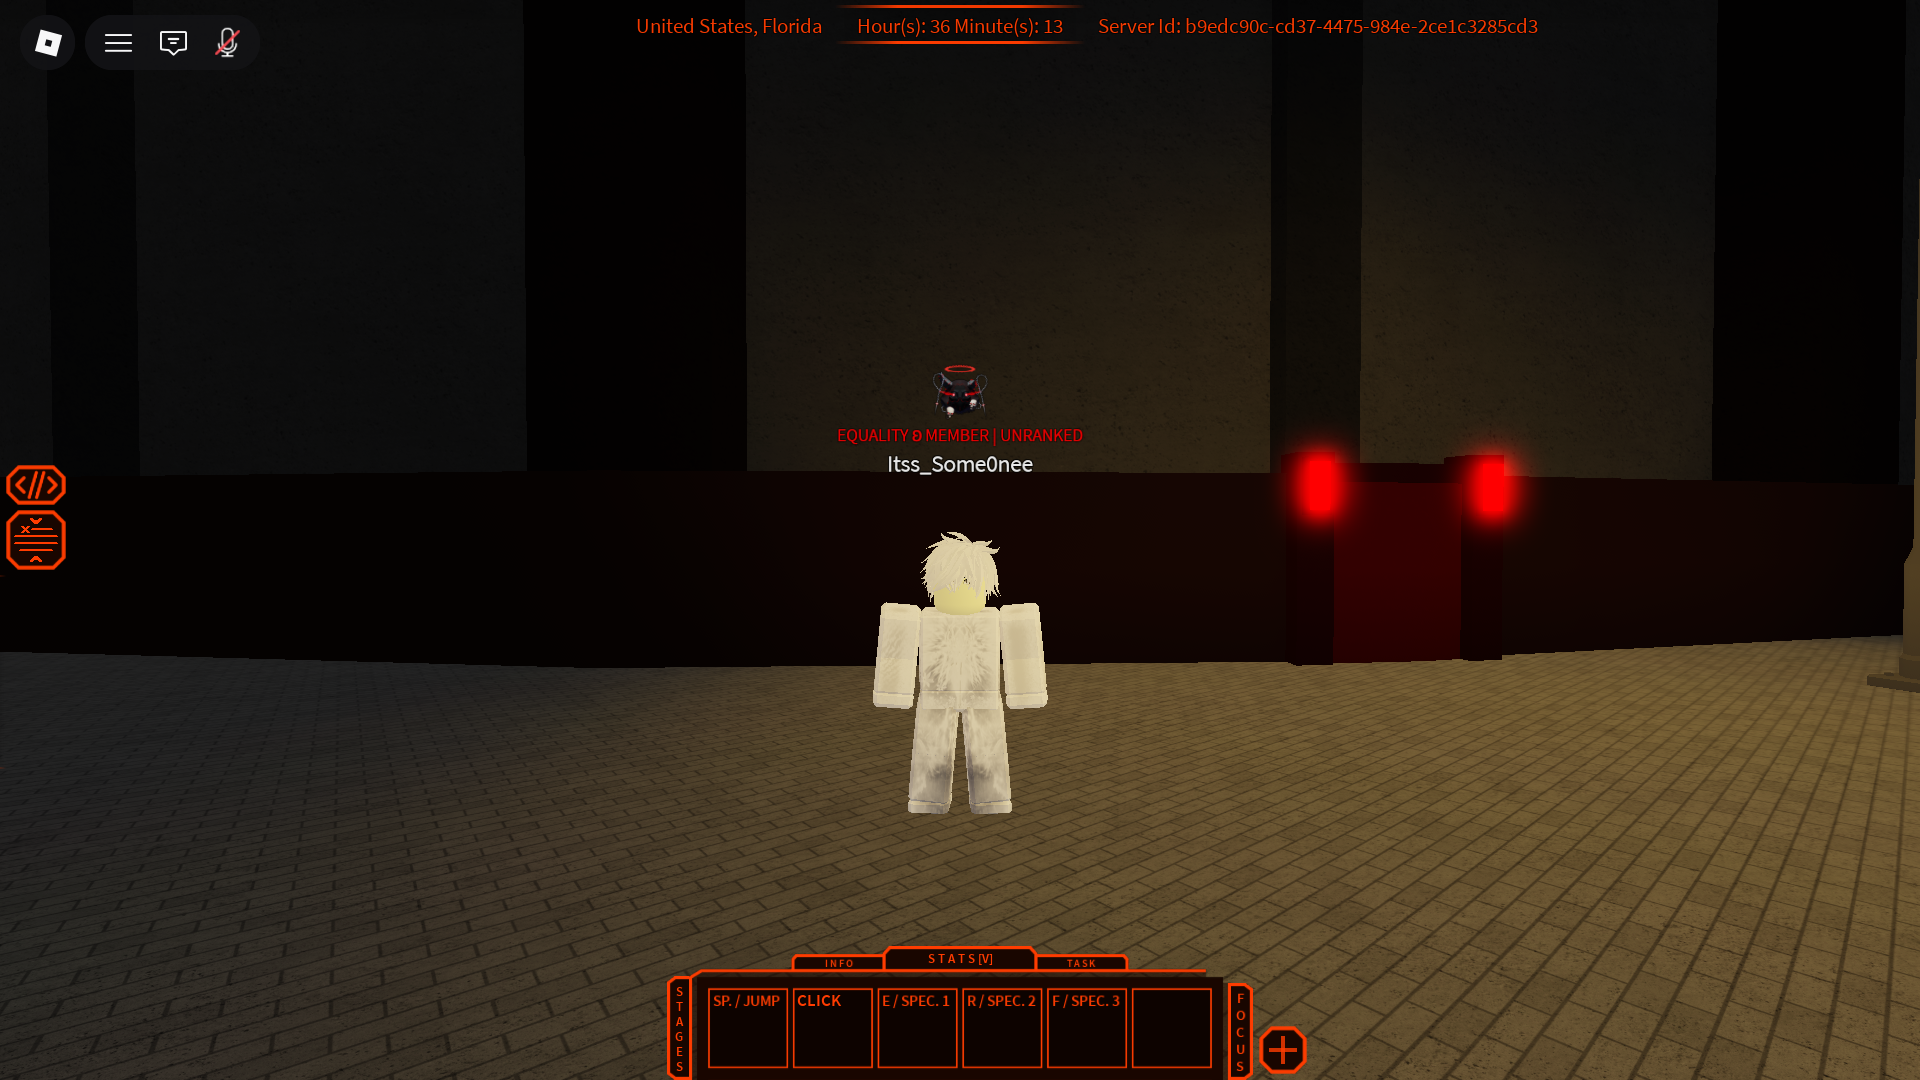 United States, Florida
Hour(s): 36 Minute(s): 13
Server Id: b9edc90c-cd37-4475-984e-2ce1c3285cd3
EQUALITY ʚ MEMBER | UNRANKED
Itss_Some0nee
</>
x
INFO
STATS [V]
TASK
STAGES
SP. / JUMP
CLICK
E / SPEC. 1
R / SPEC. 2
F / SPEC. 3
FOCUS